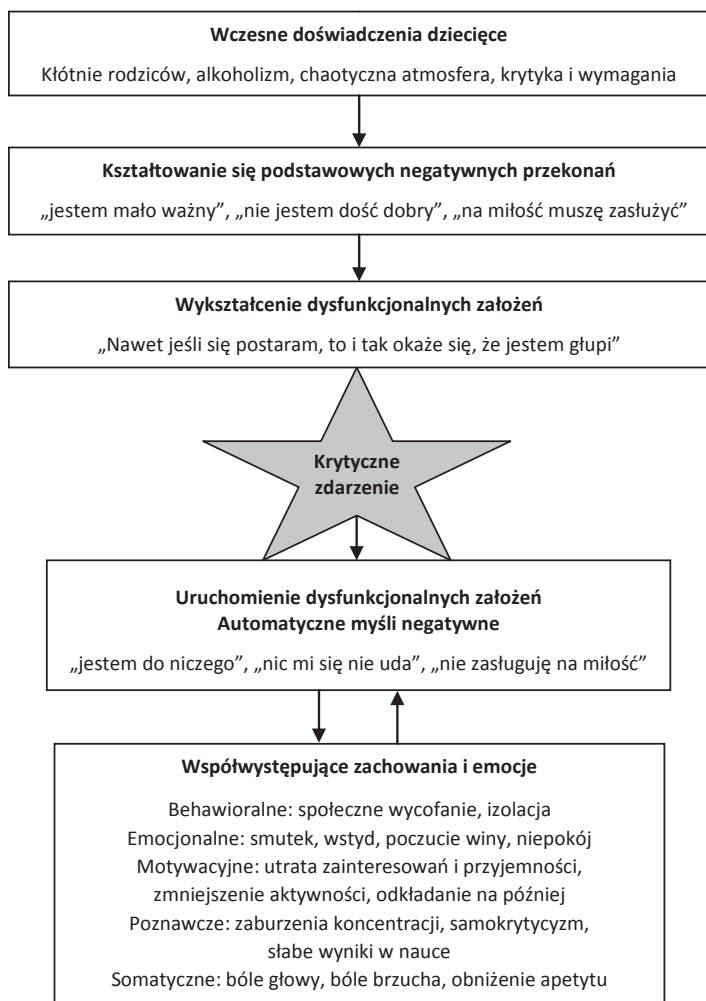 Wczesne doświadczenia dziecięce
Kłótnie rodziców, alkoholizm, chaotyczna atmosfera, krytyka i wymagania
Kształtowanie się podstawowych negatywnych przekonań
„jestem mało ważny”, „nie jestem dość dobry”, „na miłość muszę zasłużyć”
Wykształcenie dysfunkcjonalnych założeń
„Nawet jeśli się postaram, to i tak okaże się, że jestem głupi”
Krytyczne
zdarzenie
Uruchomienie dysfunkcjonalnych założeń
Automatyczne myśli negatywne
„jestem do niczego”, „nic mi się nie uda”, „nie zasługuję na miłość”
Współwystępujące zachowania i emocje
Behawioralne: społeczne wycofanie, izolacja
Emocjonalne: smutek, wstyd, poczucie winy, niepokój
Motywacyjne: utrata zainteresowań i przyjemności,
zmniejszenie aktywności, odkładanie na później
Poznawcze: zaburzenia koncentracji, samokrytycyzm,
słabe wyniki w nauce
Somatyczne: bóle głowy, bóle brzucha, obniżenie apetytu